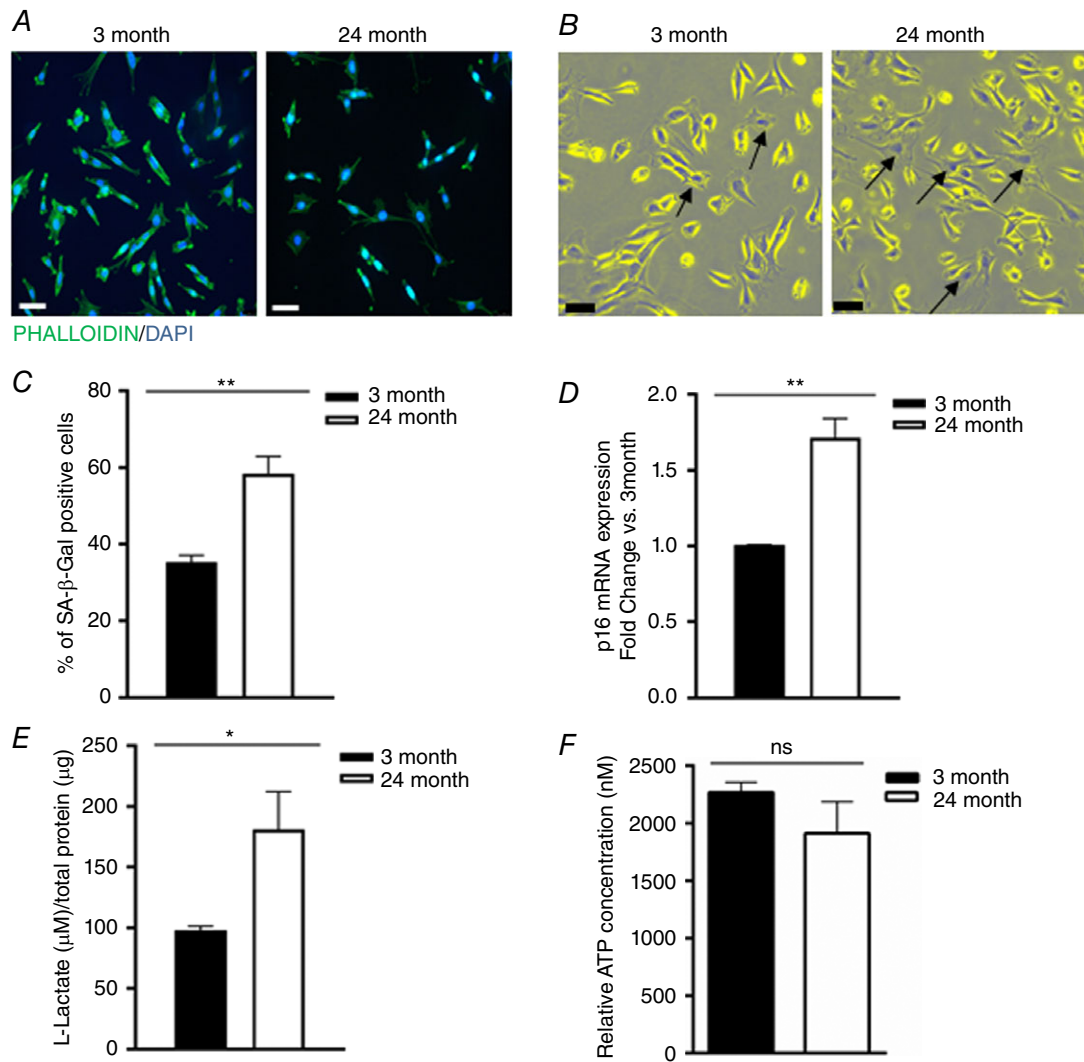 A
3 month
24 month
PHALLOIDIN/DAPI
B
3 month
24 month
C
**
3 month
24 month
% of SA-β-Gal positive cells
80
60
40
20
0
D
**
3 month
24 month
p16 mRNA expression
Fold Change vs. 3month
2.0
1.5
1.0
0.5
0.0
E
*
3 month
24 month
L-Lactate (μM)/total protein (μg)
250
200
150
100
50
0
F
ns
3 month
24 month
Relative ATP concentration (nM)
2500
2000
1500
1000
500
0